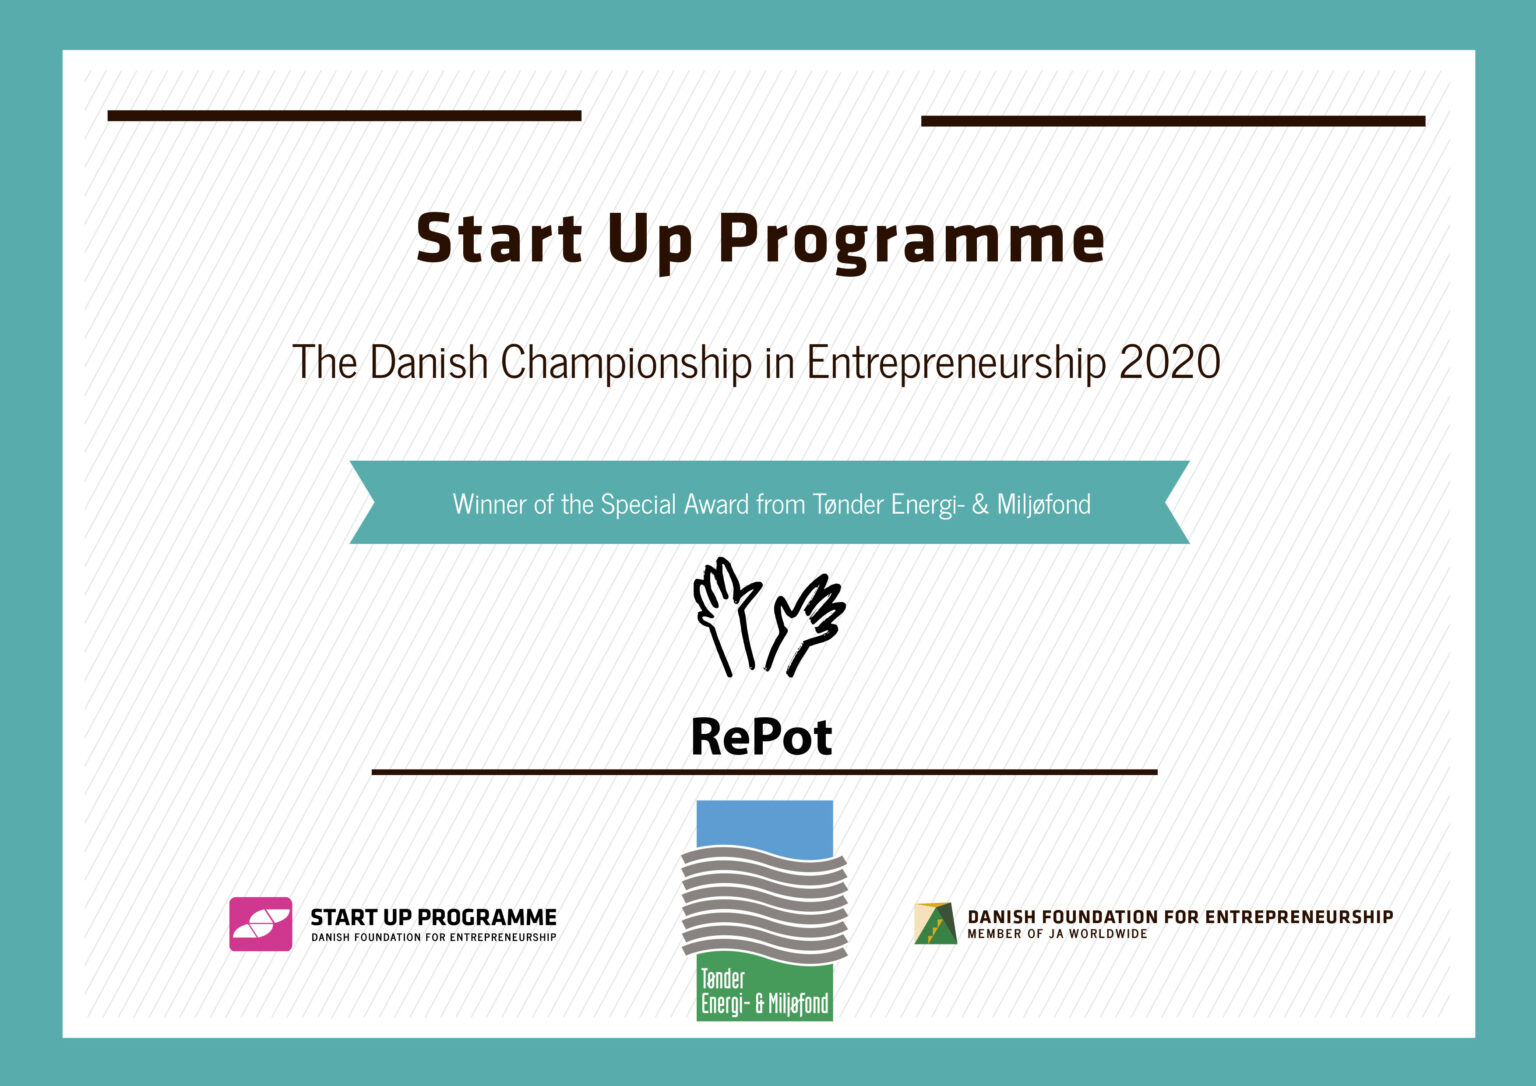 Start Up Programme
The Danish Championship in Entrepreneurship 2020
Winner of the Special Award from Tønder Energi- & Miljøfond
RePot
START UP PROGRAMME
DANISH FOUNDATION FOR ENTREPRENEURSHIP
Tønder
Energi- & Miljøfond
DANISH FOUNDATION FOR ENTREPRENEURSHIP
MEMBER OF JA WORLDWIDE